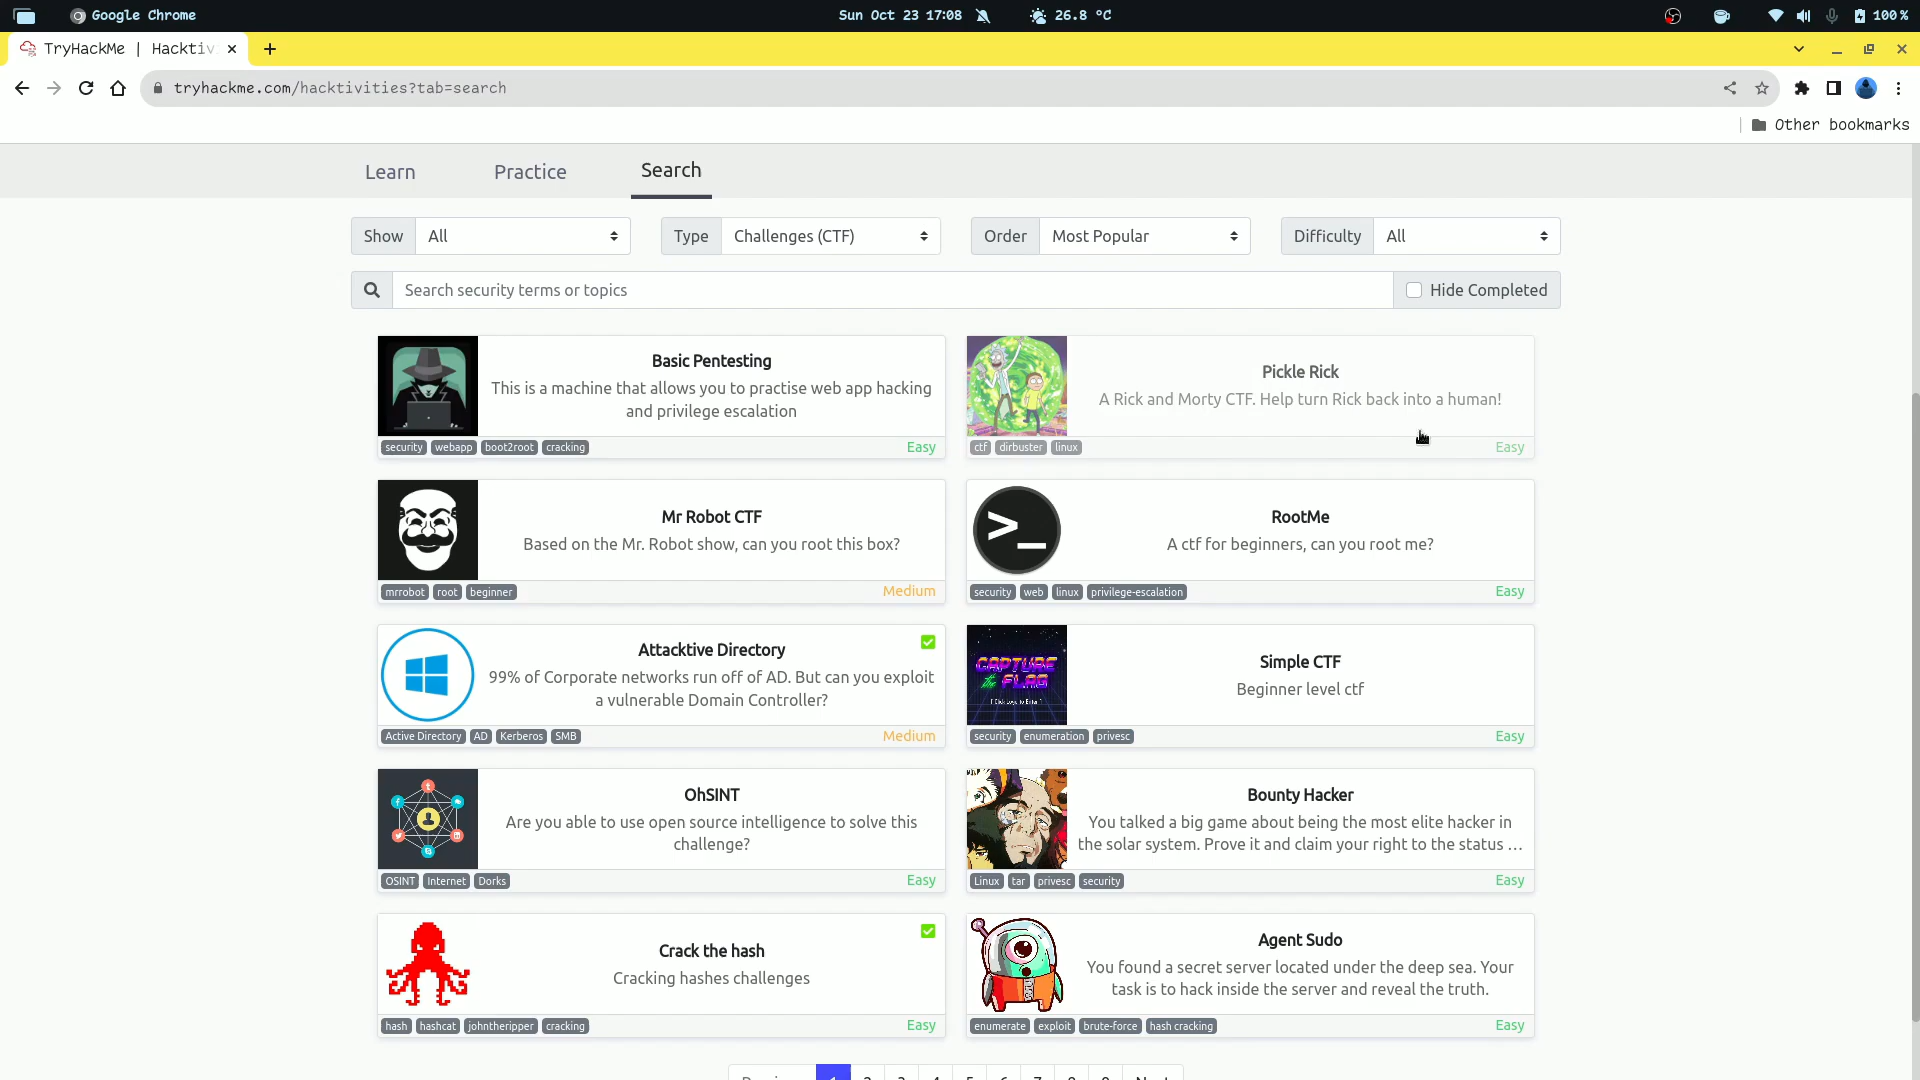 Google Chrome
Sun Oct 23 17:08
26.8 °C
100%
TryHackMe | Hacktiv
tryhackme.com/hacktivities?tab=search
Other bookmarks
Learn
Practice
Search
Show
All
Type
Challenges (CTF)
Order
Most Popular
Difficulty
All
Search security terms or topics
Hide Completed
Basic Pentesting
This is a machine that allows you to practise web app hacking
and privilege escalation
security webapp boot2root cracking
Easy
Pickle Rick
A Rick and Morty CTF. Help turn Rick back into a human!
ctf dirbuster linux
Easy
Mr Robot CTF
Based on the Mr. Robot show, can you root this box?
mrrobot root beginner
Medium
>_
RootMe
A ctf for beginners, can you root me?
security web linux privilege-escalation
Easy
Attacktive Directory
99% of Corporate networks run off of AD. But can you exploit
a vulnerable Domain Controller?
Active Directory AD Kerberos SMB
Medium
CAPTURE
the FLAG
Simple CTF
Beginner level ctf
security enumeration privesc
Easy
OhSINT
Are you able to use open source intelligence to solve this
challenge?
OSINT Internet Dorks
Easy
Bounty Hacker
You talked a big game about being the most elite hacker in
the solar system. Prove it and claim your right to the status ...
Linux tar privesc security
Easy
Crack the hash
Cracking hashes challenges
hash hashcat johntheripper cracking
Easy
Agent Sudo
You found a secret server located under the deep sea. Your
task is to hack inside the server and reveal the truth.
enumerate exploit brute-force hash cracking
Easy